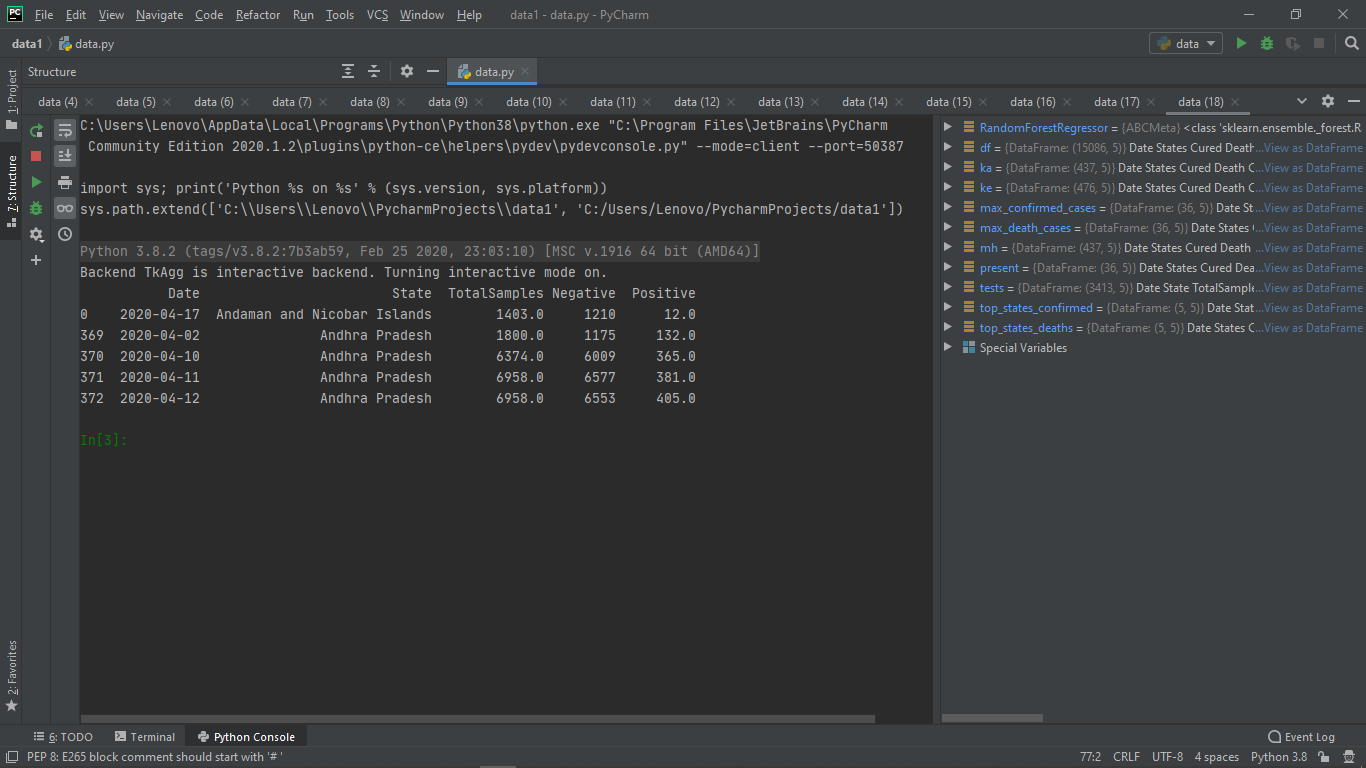 File Edit View Navigate Code Refactor Run Tools VCS Window Help data1 - data.py - PyCharm
data1 data.py data
Structure data.py
data (4) data (5) data (6) data (7) data (8) data (9) data (10) data (11) data (12) data (13) data (14) data (15) data (16) data (17) data (18)
1: Project
7: Structure
2: Favorites
C:\Users\Lenovo\AppData\Local\Programs\Python\Python38\python.exe "C:\Program Files\JetBrains\PyCharm
Community Edition 2020.1.2\plugins\python-ce\helpers\pydev\pydevconsole.py" --mode=client --port=50387
import sys; print('Python %s on %s' % (sys.version, sys.platform))
sys.path.extend(['C:\\Users\\Lenovo\\PycharmProjects\\data1', 'C:/Users/Lenovo/PycharmProjects/data1'])
Python 3.8.2 (tags/v3.8.2:7b3ab59, Feb 25 2020, 23:03:10) [MSC v.1916 64 bit (AMD64)]
Backend TkAgg is interactive backend. Turning interactive mode on.
Date State TotalSamples Negative Positive
0 2020-04-17 Andaman and Nicobar Islands 1403.0 1210 12.0
369 2020-04-02 Andhra Pradesh 1800.0 1175 132.0
370 2020-04-10 Andhra Pradesh 6374.0 6009 365.0
371 2020-04-11 Andhra Pradesh 6958.0 6577 381.0
372 2020-04-12 Andhra Pradesh 6958.0 6553 405.0
In[3]:
RandomForestRegressor = {ABCMeta} <class 'sklearn.ensemble._forest.R
df = {DataFrame: (15086, 5)} Date States Cured Death ...View as DataFrame
ka = {DataFrame: (437, 5)} Date States Cured Death C...View as DataFrame
ke = {DataFrame: (476, 5)} Date States Cured Death C...View as DataFrame
max_confirmed_cases = {DataFrame: (36, 5)} Date St...View as DataFrame
max_death_cases = {DataFrame: (36, 5)} Date States ...View as DataFrame
mh = {DataFrame: (437, 5)} Date States Cured Death ...View as DataFrame
present = {DataFrame: (36, 5)} Date States Cured Dea...View as DataFrame
tests = {DataFrame: (3413, 5)} Date State TotalSample...View as DataFrame
top_states_confirmed = {DataFrame: (5, 5)} Date Stat...View as DataFrame
top_states_deaths = {DataFrame: (5, 5)} Date States C...View as DataFrame
Special Variables
6: TODO Terminal Python Console Event Log
PEP 8: E265 block comment should start with '# ' 77:2 CRLF UTF-8 4 spaces Python 3.8